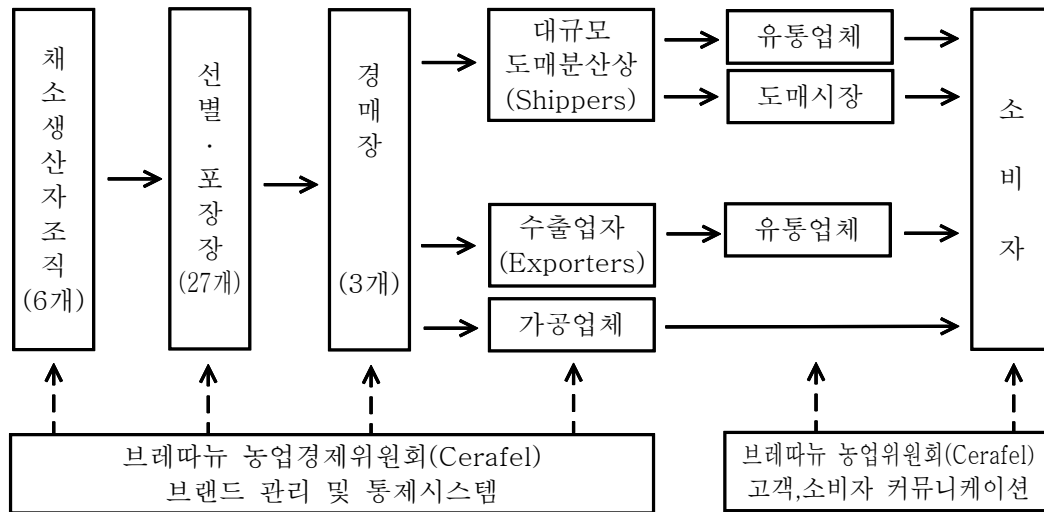 채소생산자조직
(6개)
선별·포장장
(27개)
경매장
(3개)
대규모
도매분산상
(Shippers)
유통업체
도매시장
수출업자
(Exporters)
유통업체
가공업체
소비자
브레따뉴 농업경제위원회(Cerafel)
브랜드 관리 및 통제시스템
브레따뉴 농업위원회(Cerafel)
고객,소비자 커뮤니케이션